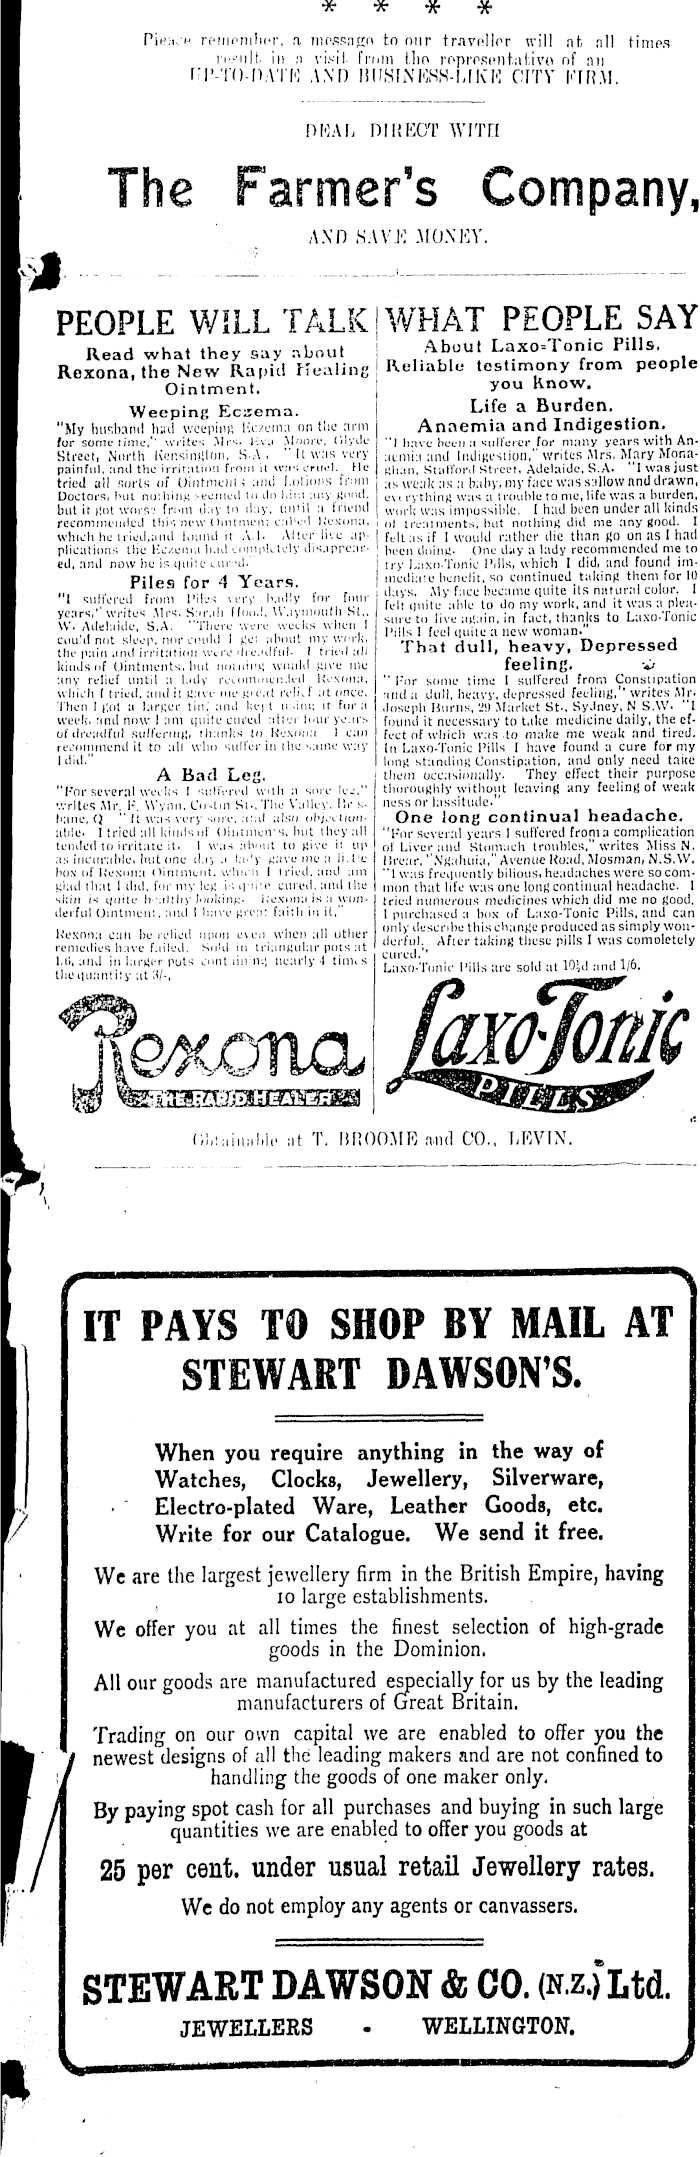 * * * *
Please remember, a message to our traveller will at all times
result in a visit from the representative of an
UP-TO-DATE AND BUSINESS-LIKE CITY FIRM.
DEAL DIRECT WITH
The Farmer's Company,
AND SAVE MONEY.
PEOPLE WILL TALK
Read what they say about
Rexona, the New Rapid Healing
Ointment.
Weeping Eczema.
"My husband had weeping Eczema on the arm
for some time," writes Mrs. Eva Moore, Glyde
Street, North Kensington, S.A. "It was very
painful, and the irritation from it was cruel. He
tried all sorts of Ointments and Lotions from
Doctors, but nothing seemed to do him any good,
but it got worse from day to day, until a friend
recommended this new Ointment called Rexona,
which he tried, and found it A.1. After five ap-
plications the Eczema had completely disappear-
ed, and now he is quite cured."
Piles for 4 Years.
"I suffered from Piles very badly for four
years," writes Mrs. Sarah Hood, Waymouth St.,
W. Adelaide, S.A. "There were weeks when I
could not sleep, nor could I get about my work,
the pain and irritation were dreadful. I tried all
kinds of Ointments, but nothing would give me
any relief until a lady recommended Rexona,
which I tried, and it gave me great relief at once.
Then I got a larger tin, and kept using it for a
week, and now I am quite cured after four years
of dreadful suffering, thanks to Rexona. I can
recommend it to all who suffer in the same way
I did."
A Bad Leg.
"For several weeks I suffered with a sore leg,"
writes Mr. F. Wynn, Costin St., The Valley, Bris-
bane, Q. "It was very sore, and also objection-
able. I tried all kinds of Ointments, but they all
tended to irritate it. I was about to give it up
as incurable, but one day a lady gave me a little
box of Rexona Ointment, which I tried, and am
glad that I did, for my leg is quite cured, and the
skin is quite healthy looking. Rexona is a won-
derful Ointment, and I have great faith in it."
Rexona can be relied upon even when all other
remedies have failed. Sold in triangular pots at
1/6, and in larger pots containing nearly 4 times
the quantity at 3/-.
Rexona
THE RAPID HEALER
WHAT PEOPLE SAY
About Laxo-Tonic Pills.
Reliable testimony from people
you know.
Life a Burden.
Anaemia and Indigestion.
"I have been a sufferer for many years with An-
aemia and Indigestion," writes Mrs. Mary Mona-
ghan, Stafford Street, Adelaide, S.A. "I was just
as weak as a baby, my face was sallow and drawn,
everything was a trouble to me, life was a burden,
work was impossible. I had been under all kinds
of treatments, but nothing did me any good. I
felt as if I would rather die than go on as I had
been doing. One day a lady recommended me to
try Laxo-Tonic Pills, which I did, and found im-
mediate benefit, so continued taking them for 10
days. My face became quite its natural color. I
felt quite able to do my work, and it was a plea-
sure to live again, in fact, thanks to Laxo-Tonic
Pills I feel quite a new woman."
That dull, heavy, Depressed
feeling.
"For some time I suffered from Constipation
and a dull, heavy, depressed feeling," writes Mr.
Joseph Burns, 29 Market St., Sydney, N S.W. "I
found it necessary to take medicine daily, the ef-
fect of which was to make me weak and tired.
In Laxo-Tonic Pills I have found a cure for my
long standing Constipation, and only need take
them occasionally. They effect their purpose
thoroughly without leaving any feeling of weak
ness or lassitude."
One long continual headache.
"For several years I suffered from a complication
of Liver and Stomach troubles," writes Miss N.
Brear, "Ngahuia," Avenue Road, Mosman, N.S.W.
"I was frequently bilious, headaches were so com-
mon that life was one long continual headache. I
tried numerous medicines which did me no good.
I purchased a box of Laxo-Tonic Pills, and can
only describe this change produced as simply won-
derful. After taking these pills I was completely
cured."
Laxo-Tonic Pills are sold at 10½d and 1/6.
Laxo-Tonic
PILLS
Obtainable at T. BROOME and CO., LEVIN.
IT PAYS TO SHOP BY MAIL AT
STEWART DAWSON'S.
When you require anything in the way of
Watches, Clocks, Jewellery, Silverware,
Electro-plated Ware, Leather Goods, etc.
Write for our Catalogue. We send it free.
We are the largest jewellery firm in the British Empire, having
10 large establishments.
We offer you at all times the finest selection of high-grade
goods in the Dominion.
All our goods are manufactured especially for us by the leading
manufacturers of Great Britain.
Trading on our own capital we are enabled to offer you the
newest designs of all the leading makers and are not confined to
handling the goods of one maker only.
By paying spot cash for all purchases and buying in such large
quantities we are enabled to offer you goods at
25 per cent. under usual retail Jewellery rates.
We do not employ any agents or canvassers.
STEWART DAWSON & CO. (N.Z.) Ltd.
JEWELLERS - WELLINGTON.